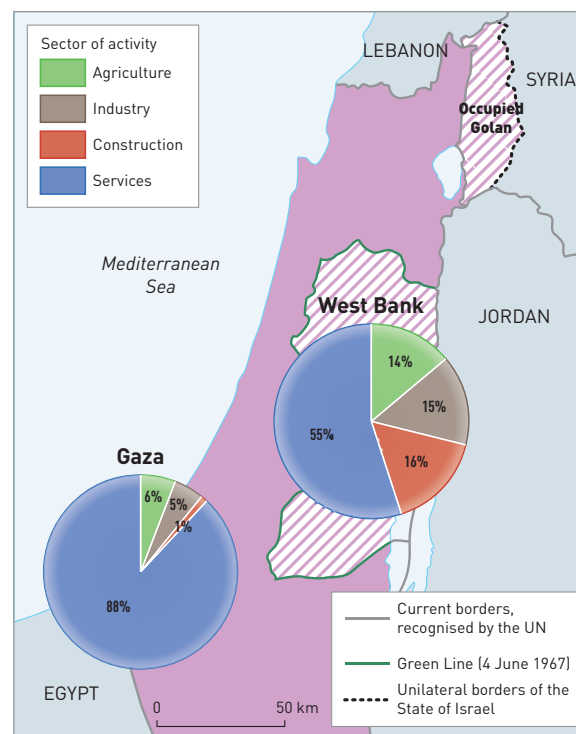 Sector of activity
Agriculture
Industry
Construction
Services
LEBANON
SYRIA
Occupied
Golan
Mediterranean
Sea
West Bank
JORDAN
14%
15%
55%
16%
Gaza
6%
5%
1%
88%
EGYPT
0
50 km
Current borders,
recognised by the UN
Green Line (4 June 1967)
Unilateral borders of the
State of Israel